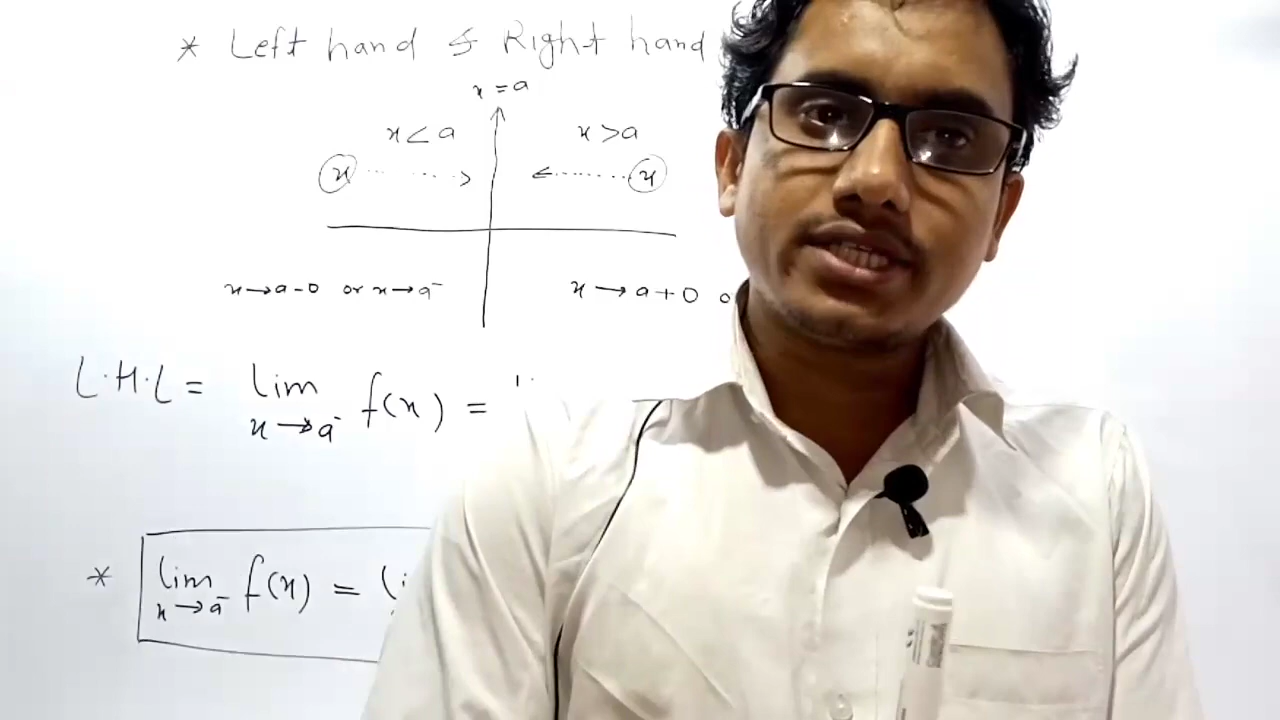 * Left hand & Right hand
x = a
x < a x > a
x x
x→a-0 or x→a⁻ x→a+0 o
L.H.L = lim x→a⁻ f(x) =
* lim x→a⁻ f(x) =